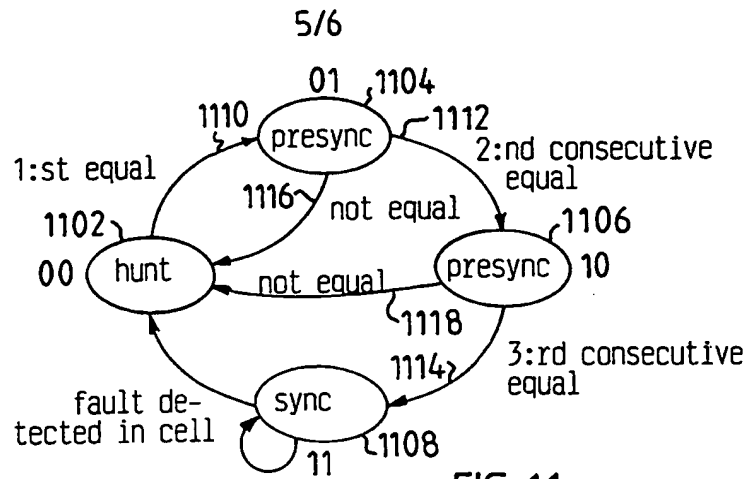 5/6
01
1104
1110
presync
1112
1:st equal
2:nd consecutive
equal
1116
not equal
1102
1106
00
hunt
presync
10
not equal
1118
1114
3:rd consecutive
equal
fault de-
tected in cell
sync
1108
11